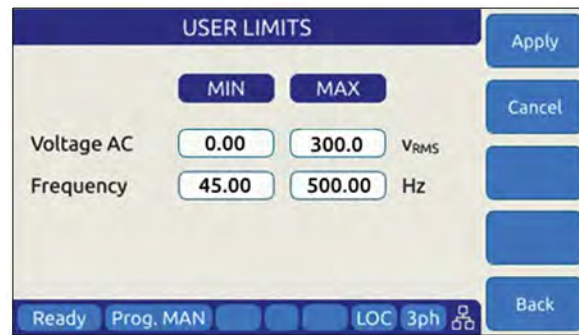 USER LIMITS
Apply
MIN MAX
Cancel
Voltage AC 0.00 300.0 VRMS
Frequency 45.00 500.00 Hz
Ready Prog. MAN LOC 3ph
Back